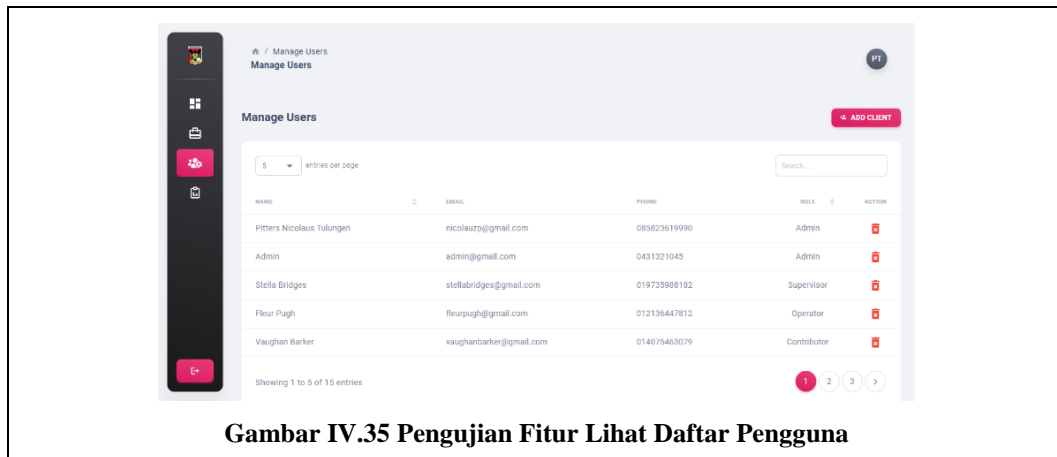 / Manage Users
Manage Users
PT
Manage Users
ADD CLIENT
5 entries per page
Search...
NAME EMAIL PHONE ROLE ACTION
Pitters Nicolaus Tulungen nicolauzp@gmail.com 085823619990 Admin
Admin admin@gmail.com 0431321045 Admin
Stella Bridges stellabridges@gmail.com 019735988182 Supervisor
Fleur Pugh fleurpugh@gmail.com 012136447812 Operator
Vaughan Barker vaughanbarker@gmail.com 014075463079 Contributor
Showing 1 to 5 of 15 entries
1 2 3 >
Gambar IV.35 Pengujian Fitur Lihat Daftar Pengguna